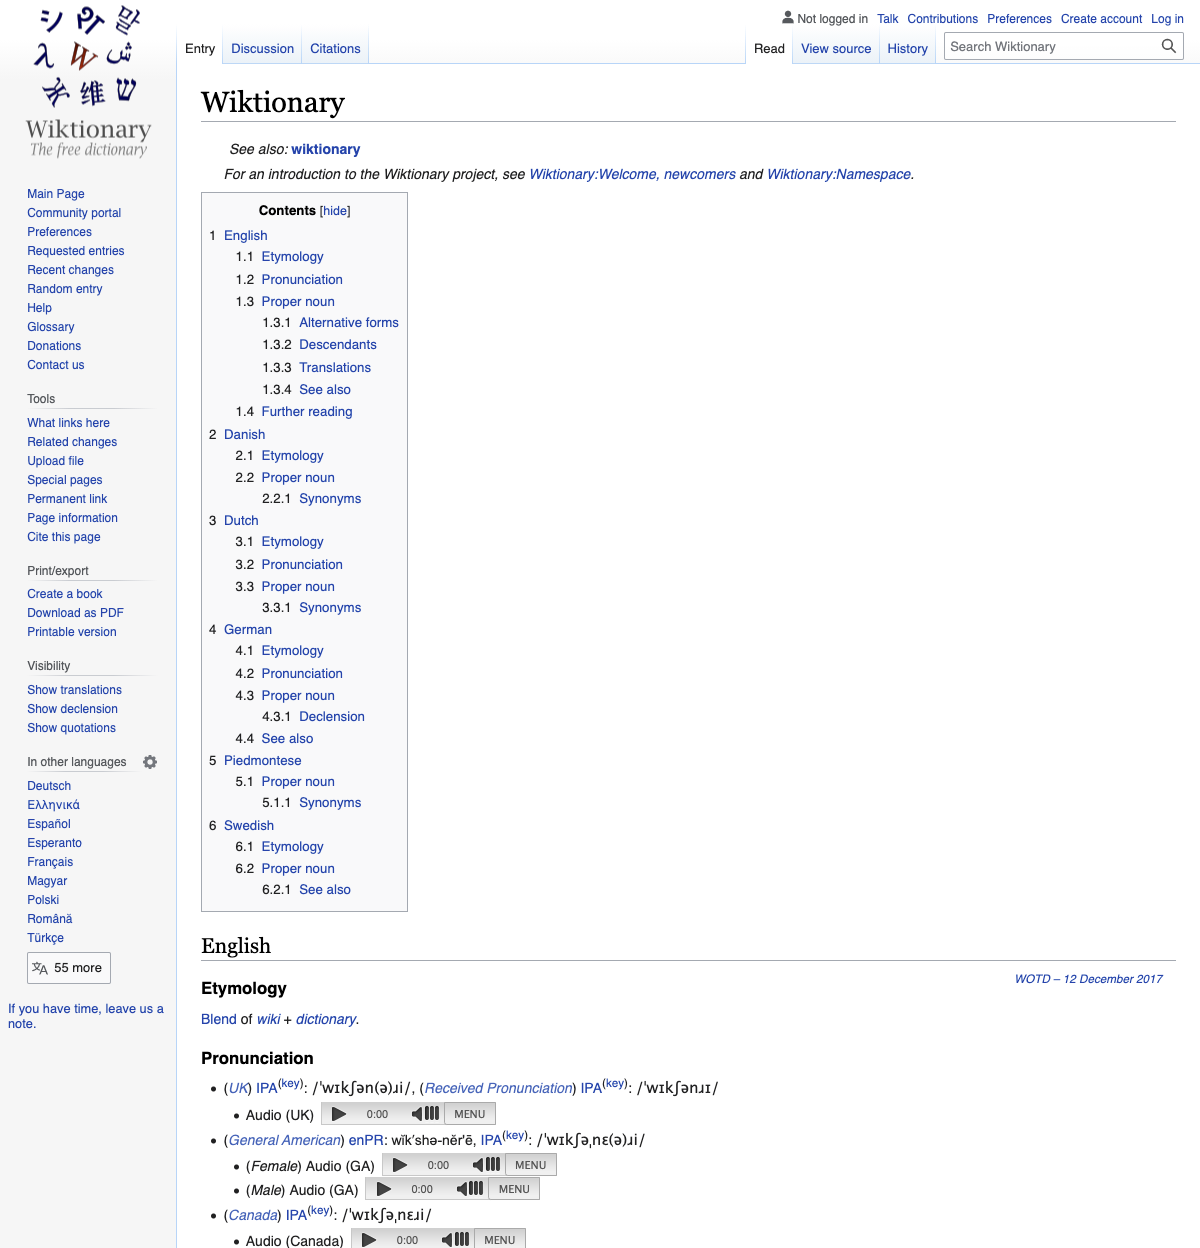 Not logged in Talk Contributions Preferences Create account Log in
Entry Discussion Citations Read View source History Search Wiktionary
Wiktionary
The free dictionary
Main Page
Community portal
Preferences
Requested entries
Recent changes
Random entry
Help
Glossary
Donations
Contact us
Tools
What links here
Related changes
Upload file
Special pages
Permanent link
Page information
Cite this page
Print/export
Create a book
Download as PDF
Printable version
Visibility
Show translations
Show declension
Show quotations
In other languages
Deutsch
Ελληνικά
Español
Esperanto
Français
Magyar
Polski
Română
Türkçe
55 more
If you have time, leave us a
note.
Wiktionary
See also: wiktionary
For an introduction to the Wiktionary project, see Wiktionary:Welcome, newcomers and Wiktionary:Namespace.
Contents [hide]
1 English
1.1 Etymology
1.2 Pronunciation
1.3 Proper noun
1.3.1 Alternative forms
1.3.2 Descendants
1.3.3 Translations
1.3.4 See also
1.4 Further reading
2 Danish
2.1 Etymology
2.2 Proper noun
2.2.1 Synonyms
3 Dutch
3.1 Etymology
3.2 Pronunciation
3.3 Proper noun
3.3.1 Synonyms
4 German
4.1 Etymology
4.2 Pronunciation
4.3 Proper noun
4.3.1 Declension
4.4 See also
5 Piedmontese
5.1 Proper noun
5.1.1 Synonyms
6 Swedish
6.1 Etymology
6.2 Proper noun
6.2.1 See also
English
WOTD – 12 December 2017
Etymology
Blend of wiki + dictionary.
Pronunciation
• (UK) IPA(key): /ˈwɪkʃən(ə)ɹi/, (Received Pronunciation) IPA(key): /ˈwɪkʃənɹɪ/
• Audio (UK) 0:00 MENU
• (General American) enPR: wĭk′shə-nĕr'ē, IPA(key): /ˈwɪkʃəˌnɛ(ə)ɹi/
• (Female) Audio (GA) 0:00 MENU
• (Male) Audio (GA) 0:00 MENU
• (Canada) IPA(key): /ˈwɪkʃəˌnɛɹi/
• Audio (Canada) 0:00 MENU